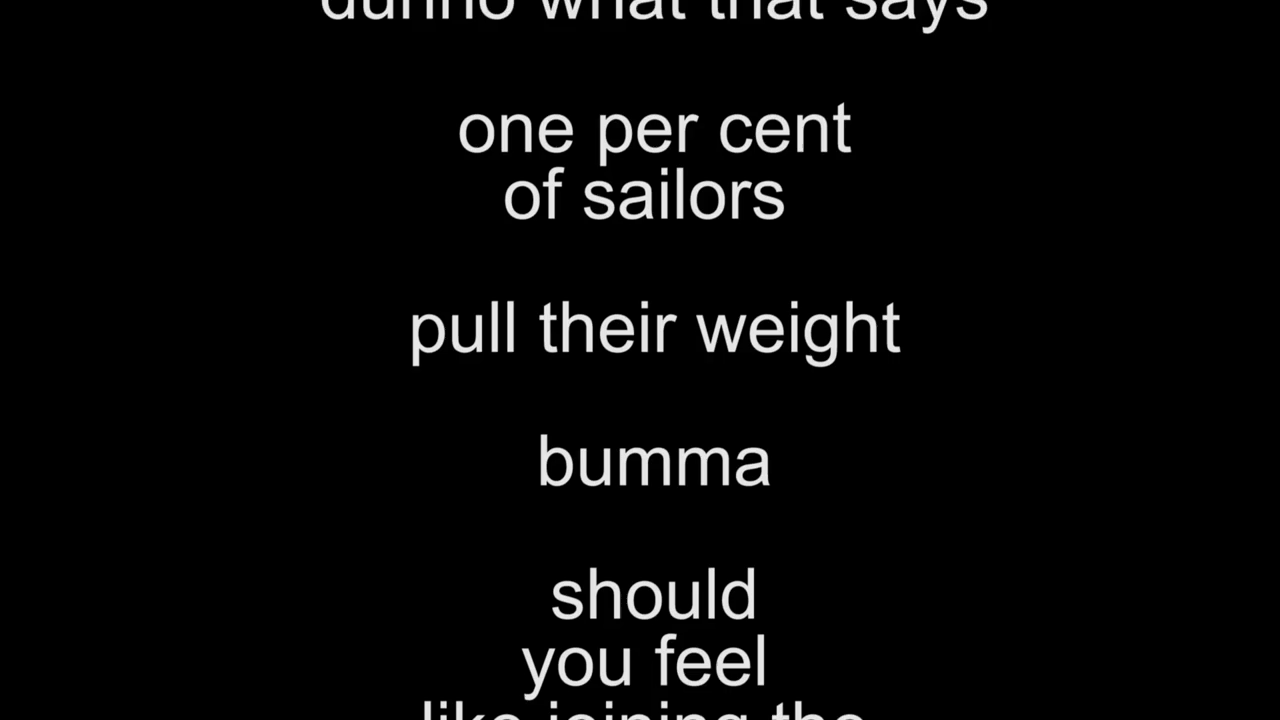 dunno what that says
one per cent
of sailors
pull their weight
bumma
should
you feel
like joining the